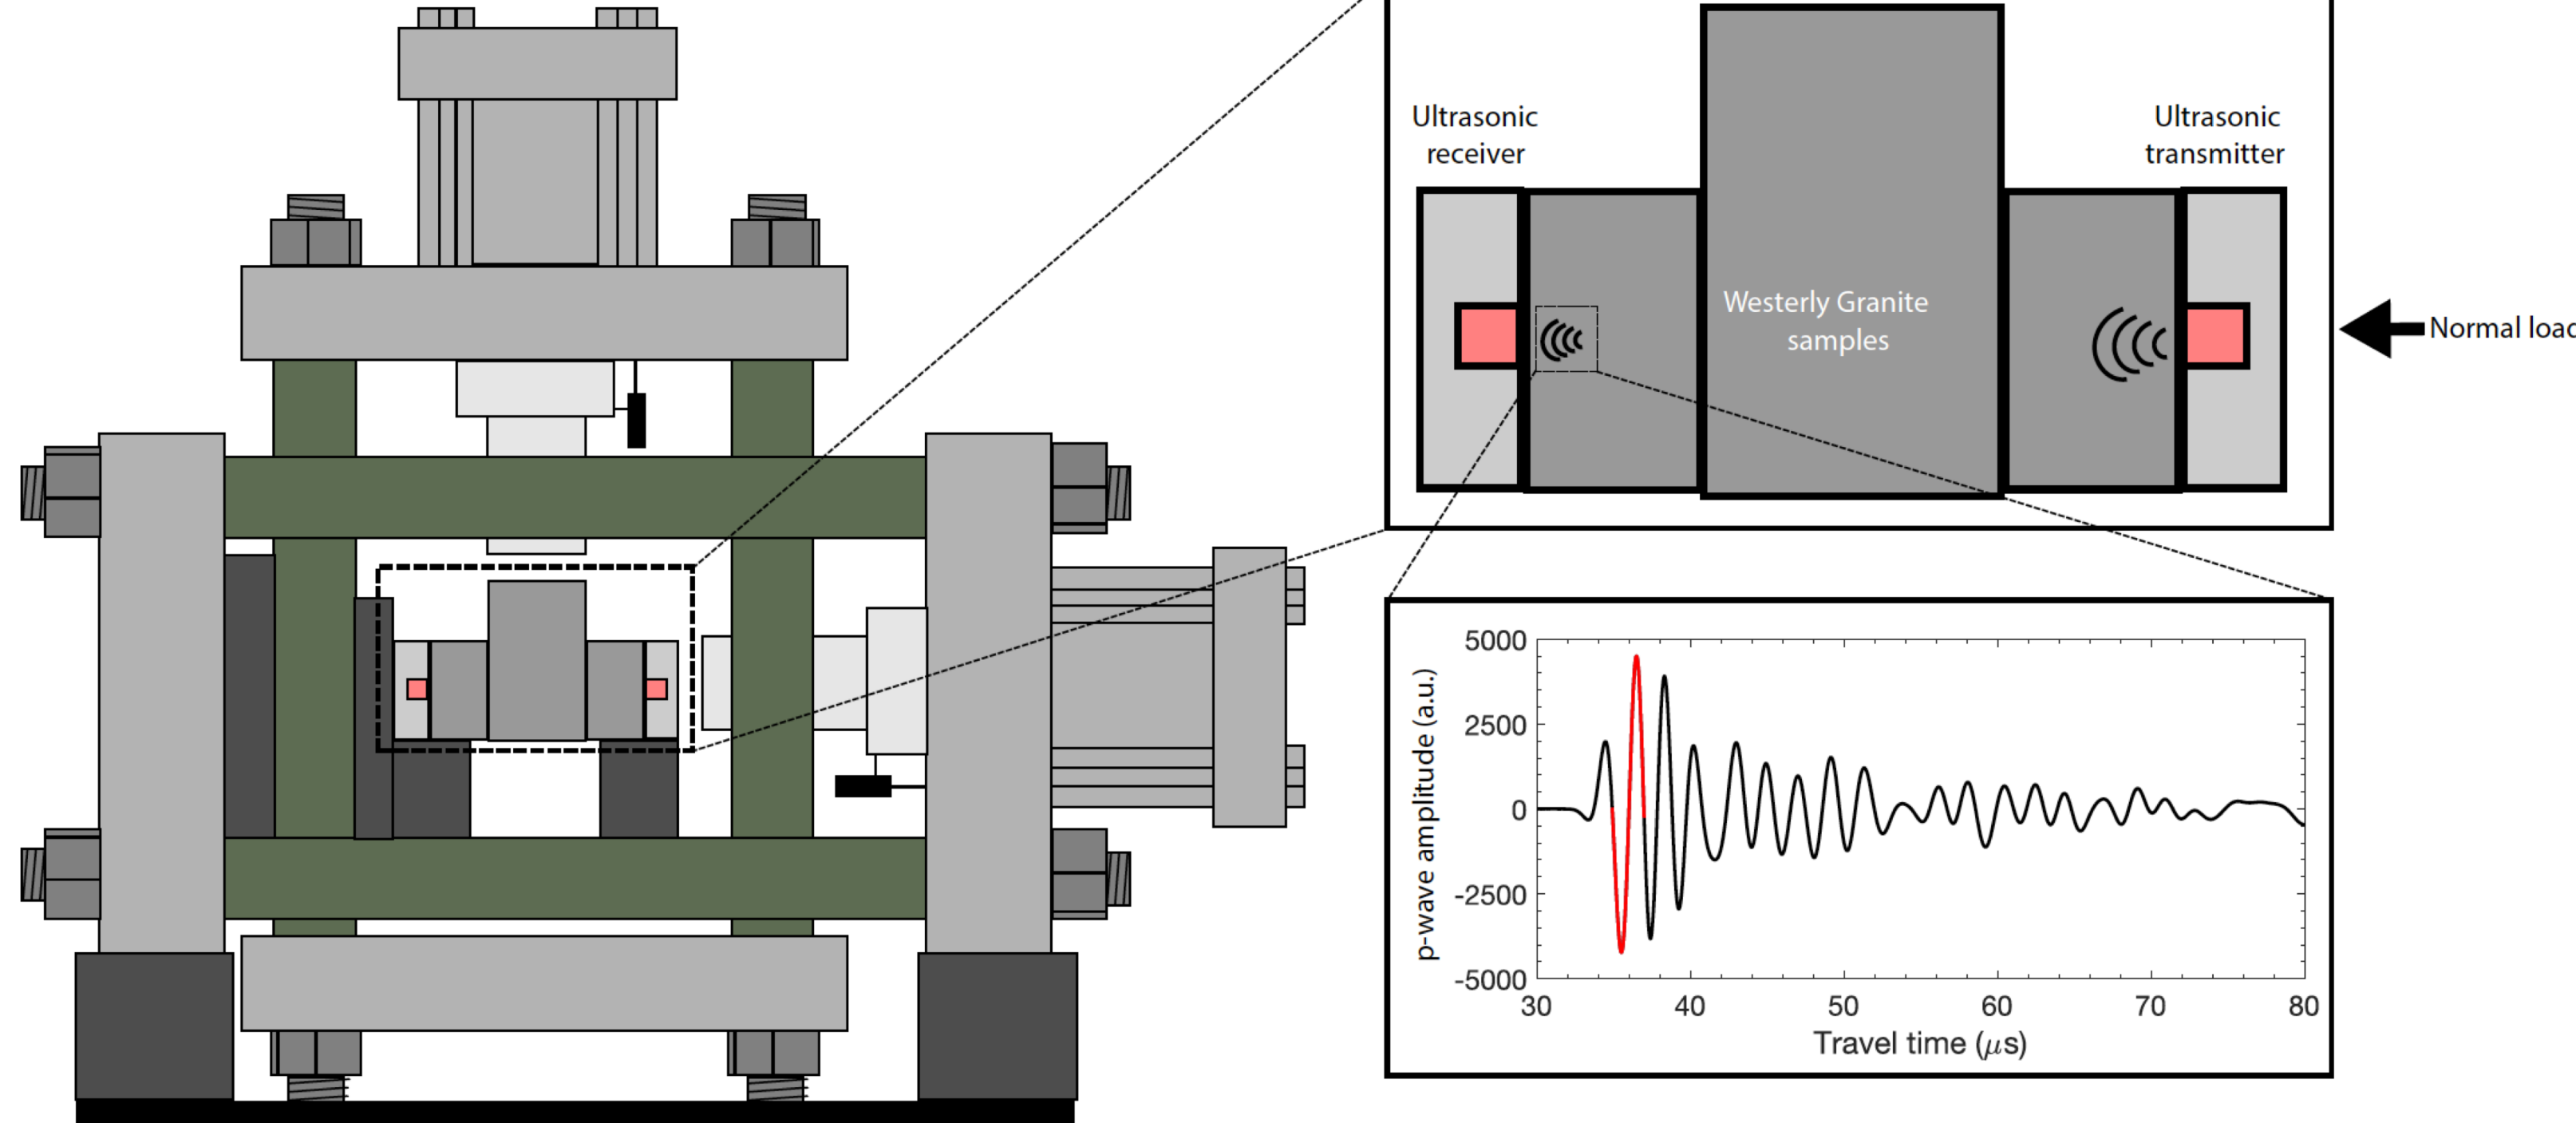 Ultrasonic
receiver
Ultrasonic
transmitter
Westerly Granite
samples
Normal loac
p-wave amplitude (a.u.)
5000
2500
0
-2500
-5000
30 40 50 60 70 80
Travel time (μs)